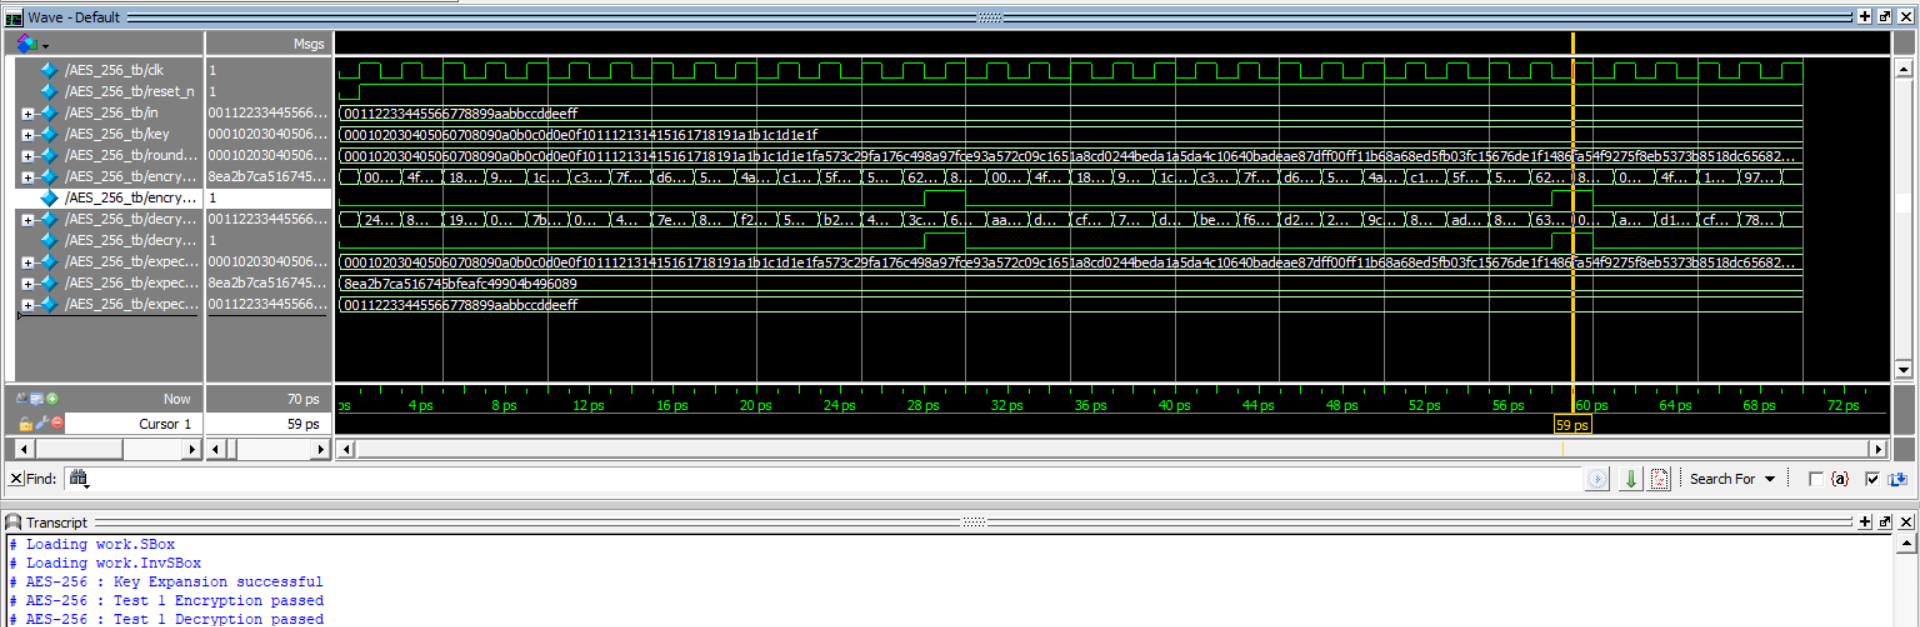 Wave - Default
Msgs
/AES_256_tb/clk 1
/AES_256_tb/reset_n 1
/AES_256_tb/in 00112233445566... 00112233445566778899aabbccddeeff
/AES_256_tb/key 00010203040506... 000102030405060708090a0b0c0d0e0f101112131415161718191a1b1c1d1e1f
/AES_256_tb/round... 00010203040506... 000102030405060708090a0b0c0d0e0f101112131415161718191a1b1c1d1e1fa573c29fa176c498a97fce93a572c09c1651a8cd0244beda1a5da4c10640badeae87dff00ff11b68a68ed5fb03fc15676de1f1486fa54f9275f8eb5373b8518dc65682...
/AES_256_tb/encry... 8ea2b7ca516745... 00... 4f... 18... 9... 1c... c3... 7f... d6... 5... 4a... c1... 5f... 5... 62... 8... 00... 4f... 18... 9... 1c... c3... 7f... d6... 5... 4a... c1... 5f... 5... 62... 8... 0... 4f... 1... 97...
/AES_256_tb/encry... 1
/AES_256_tb/decry... 00112233445566... 24... 8... 19... 0... 7b... 0... 4... 7e... 8... f2... 5... b2... 4... 3c... 6... aa... d... cf... 7... d... be... f6... d2... 2... 9c... 8... ad... 8... 63... 0... a... d1... cf... 78...
/AES_256_tb/decry... 1
/AES_256_tb/expec... 00010203040506... 000102030405060708090a0b0c0d0e0f101112131415161718191a1b1c1d1e1fa573c29fa176c498a97fce93a572c09c1651a8cd0244beda1a5da4c10640badeae87dff00ff11b68a68ed5fb03fc15676de1f1486fa54f9275f8eb5373b8518dc65682...
/AES_256_tb/expec... 8ea2b7ca516745... 8ea2b7ca516745bfeafc49904b496089
/AES_256_tb/expec... 00112233445566... 00112233445566778899aabbccddeeff
Now 70 ps ps 4 ps 8 ps 12 ps 16 ps 20 ps 24 ps 28 ps 32 ps 36 ps 40 ps 44 ps 48 ps 52 ps 56 ps 60 ps 64 ps 68 ps 72 ps
Cursor 1 59 ps 59 ps
Find: Search For {a}
Transcript
# Loading work.SBox
# Loading work.InvSBox
# AES-256 : Key Expansion successful
# AES-256 : Test 1 Encryption passed
# AES-256 : Test 1 Decryption passed